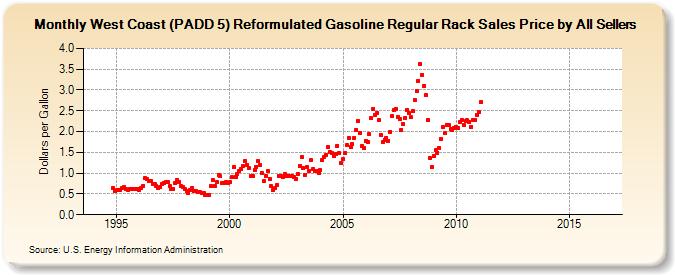 Monthly West Coast (PADD 5) Reformulated Gasoline Regular Rack Sales Price by All Sellers
Dollars per Gallon
4.0
3.5
3.0
2.5
2.0
1.5
1.0
0.5
0.0
1995 2000 2005 2010 2015
Source: U.S. Energy Information Administration